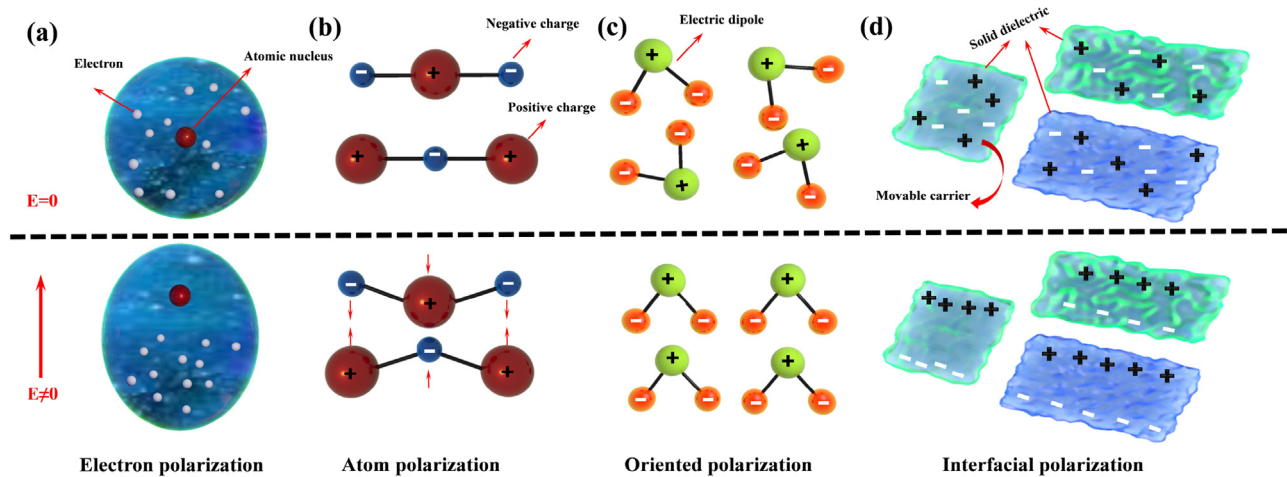 (a)
Electron
Atomic nucleus
(b)
Negative charge
Positive charge
(c)
Electric dipole
(d)
Solid dielectric
Movable carrier
E=0
E≠0
Electron polarization
Atom polarization
Oriented polarization
Interfacial polarization